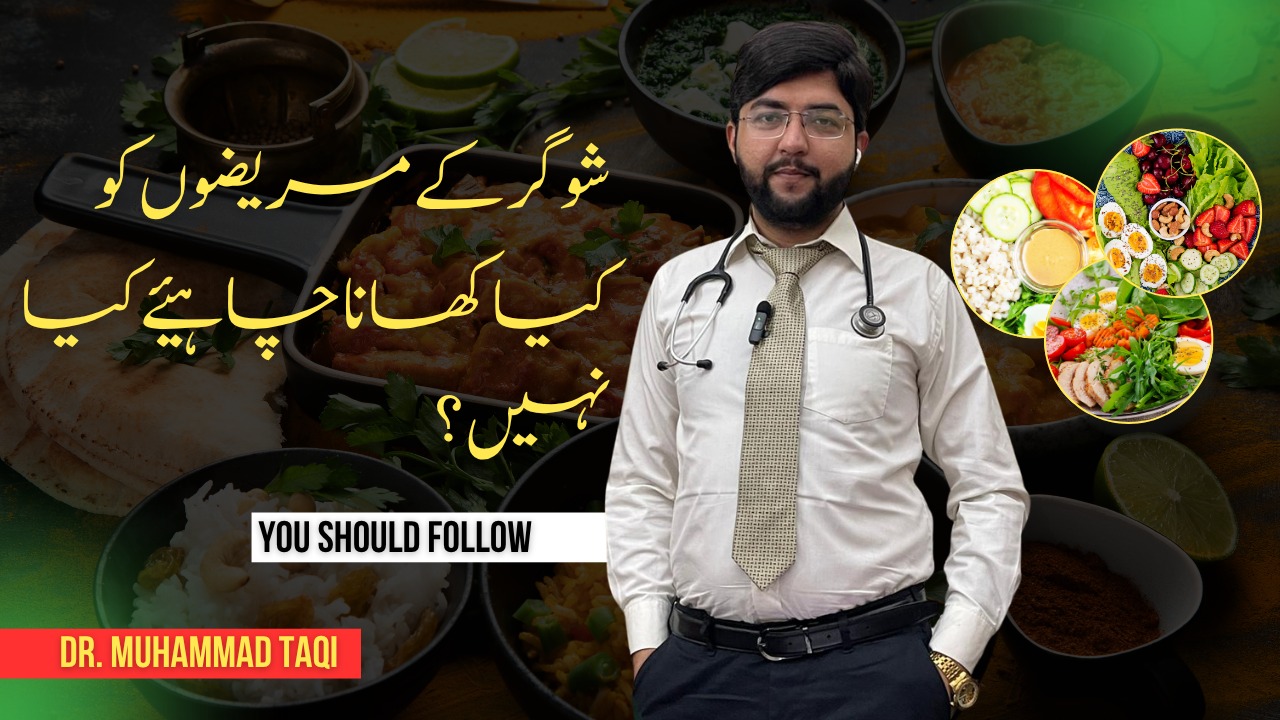 شوگر کے مریضوں کو
کیا کھانا چاہیئے کیا
نہیں؟
YOU SHOULD FOLLOW
DR. MUHAMMAD TAQI